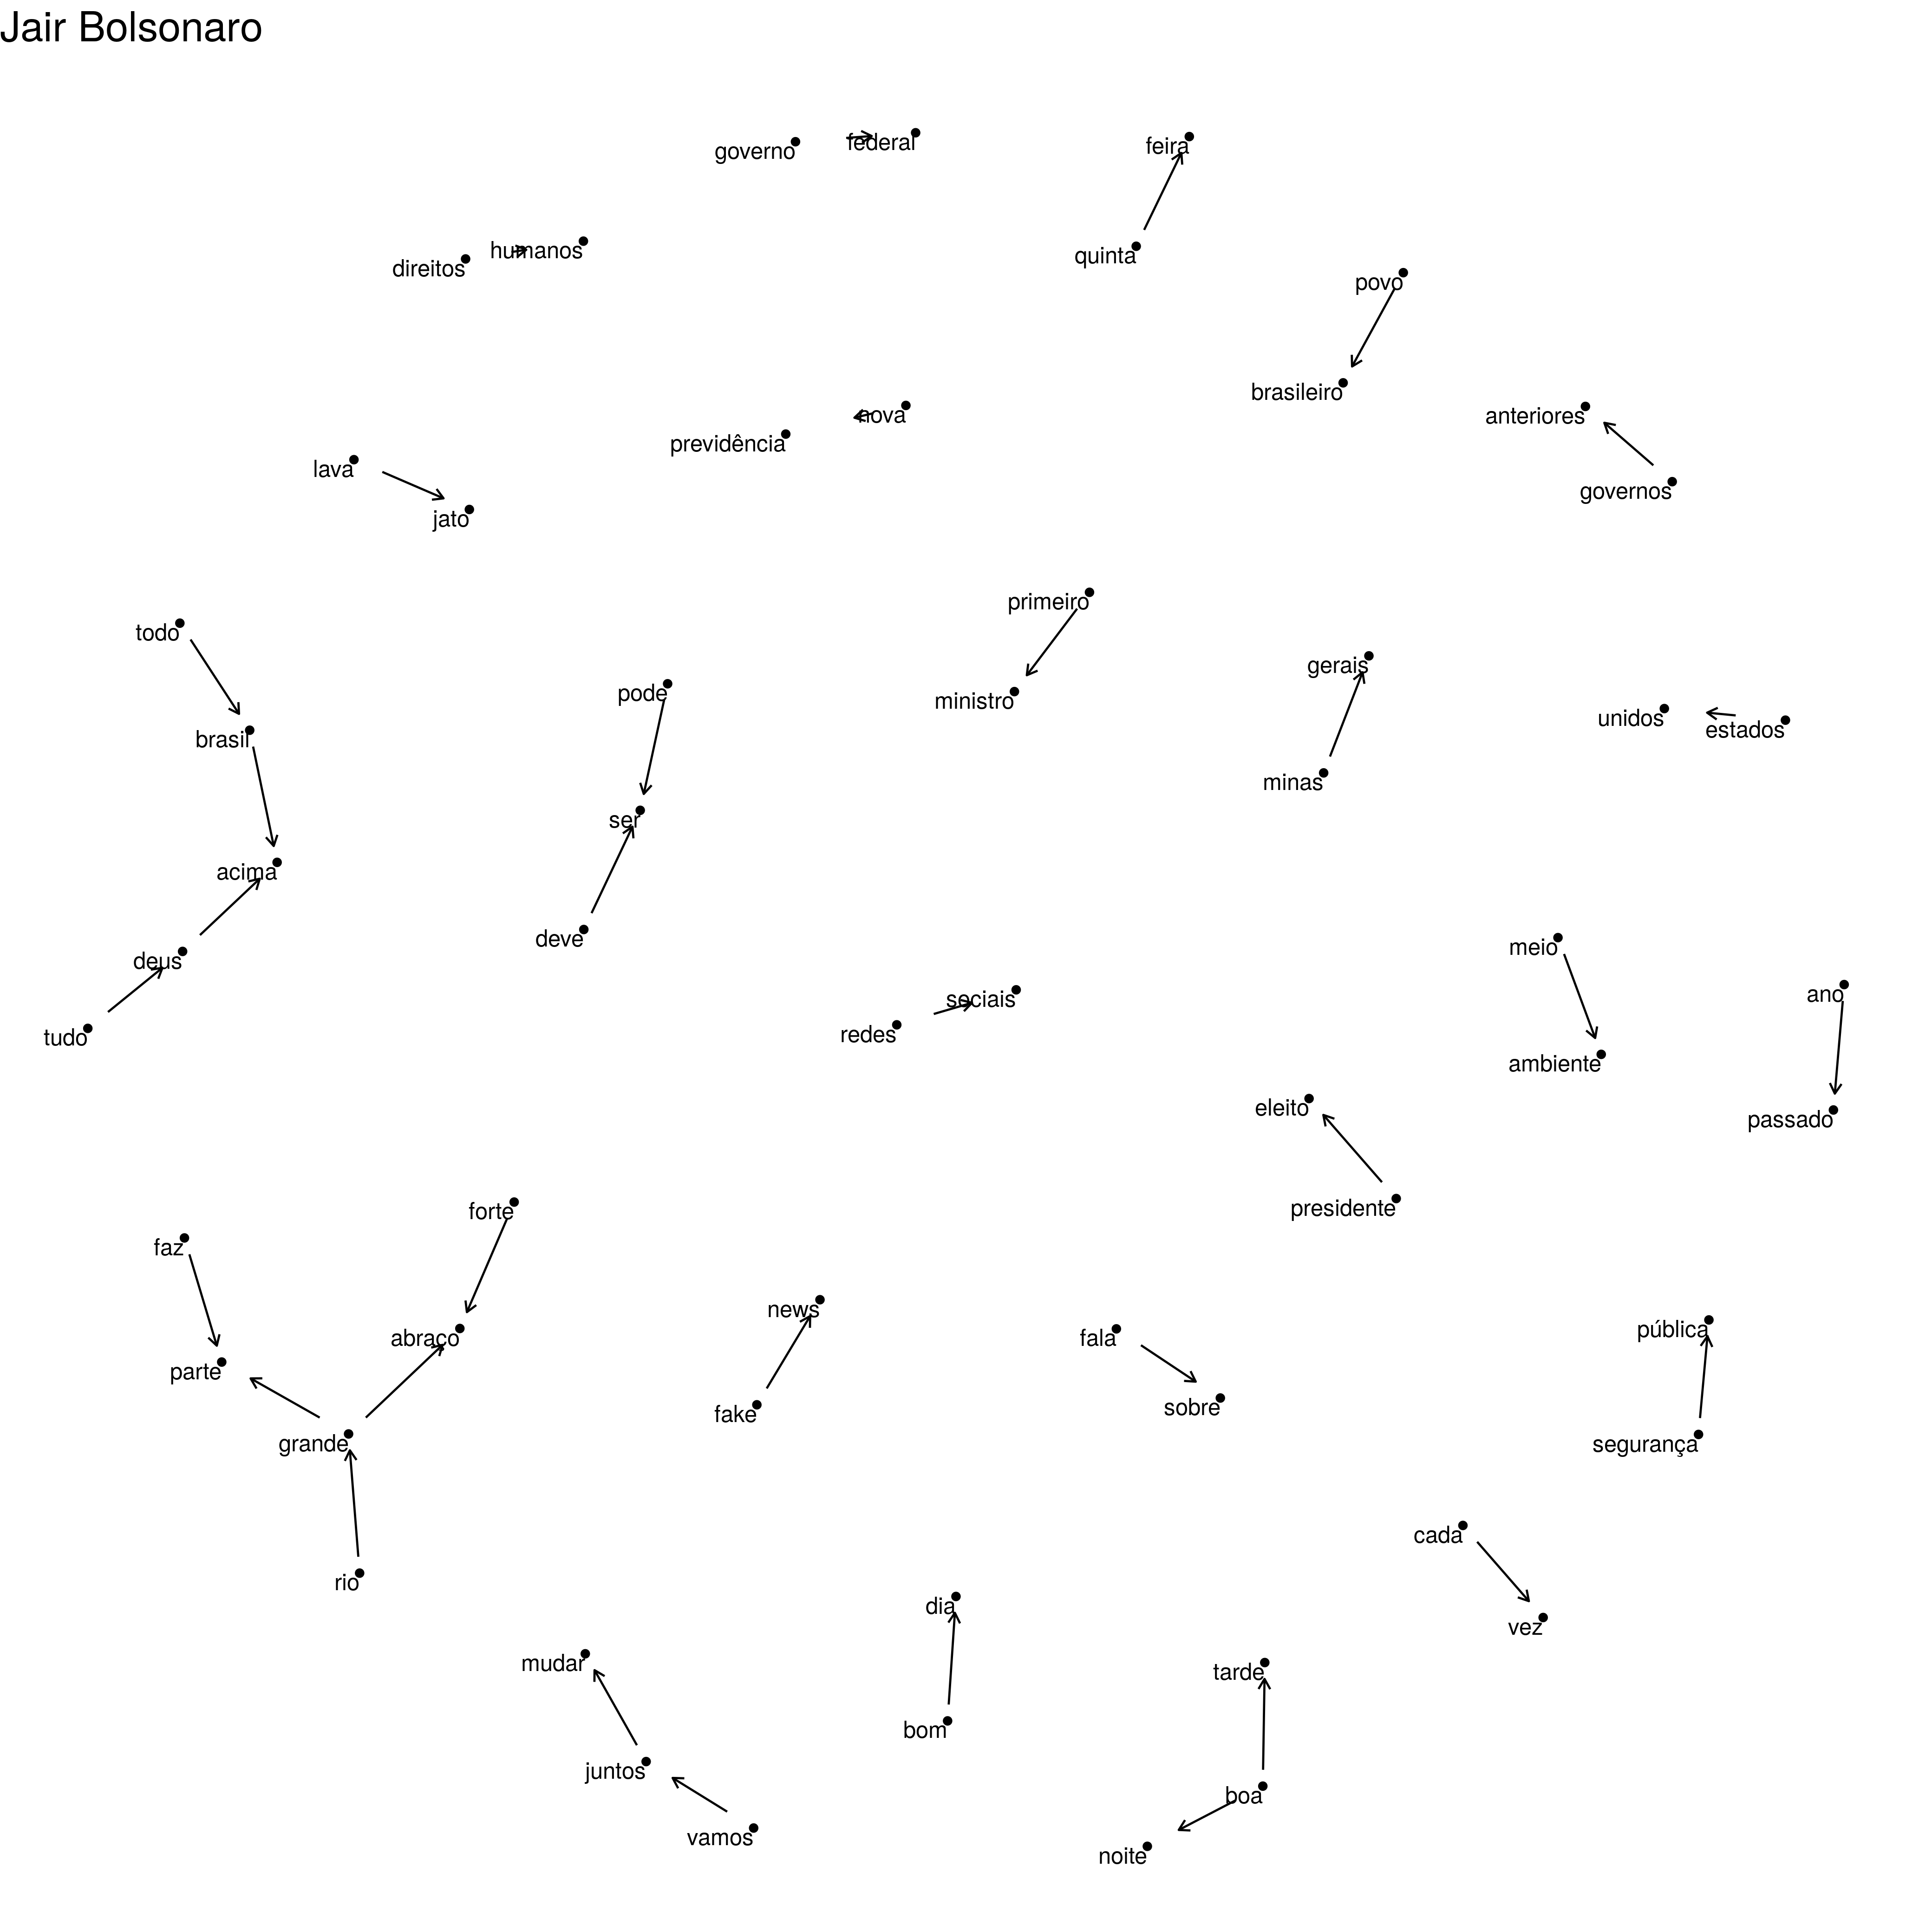 Jair Bolsonaro
governo
federal
feira
direitos
humanos
quinta
povo
brasileiro
previdência
nova
anteriores
governos
lava
jato
primeiro
ministro
todo
brasil
pode
gerais
minas
unidos
estados
ser
acima
deus
tudo
deve
meio
ambiente
ano
passado
redes
sociais
eleito
presidente
forte
faz
abraço
parte
grande
rio
news
fake
fala
sobre
pública
segurança
cada
vez
dia
bom
mudar
juntos
vamos
tarde
boa
noite